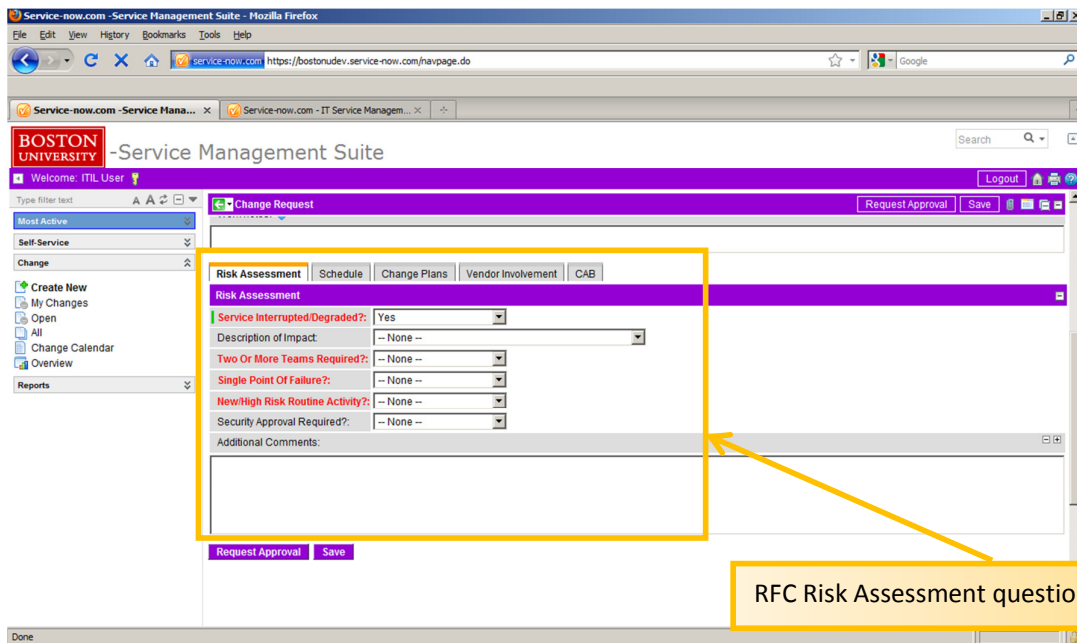 Service-now.com -Service Management Suite - Mozilla Firefox
File Edit View History Bookmarks Tools Help
service-now.com https://bostonudev.service-now.com/navpage.do
Google
Service-now.com -Service Mana...
Service-now.com - IT Service Managem...
BOSTON
UNIVERSITY
-Service Management Suite
Search
Welcome: ITIL User
Logout
Type filter text A A
Change Request
Request Approval Save
Most Active
Self-Service
Change
Create New
My Changes
Open
All
Change Calendar
Overview
Reports
Risk Assessment Schedule Change Plans Vendor Involvement CAB
Risk Assessment
Service Interrupted/Degraded?: Yes
Description of Impact: -- None --
Two Or More Teams Required?: -- None --
Single Point Of Failure?: -- None --
New/High Risk Routine Activity?: -- None --
Security Approval Required?: -- None --
Additional Comments:
Request Approval Save
RFC Risk Assessment questio
Done